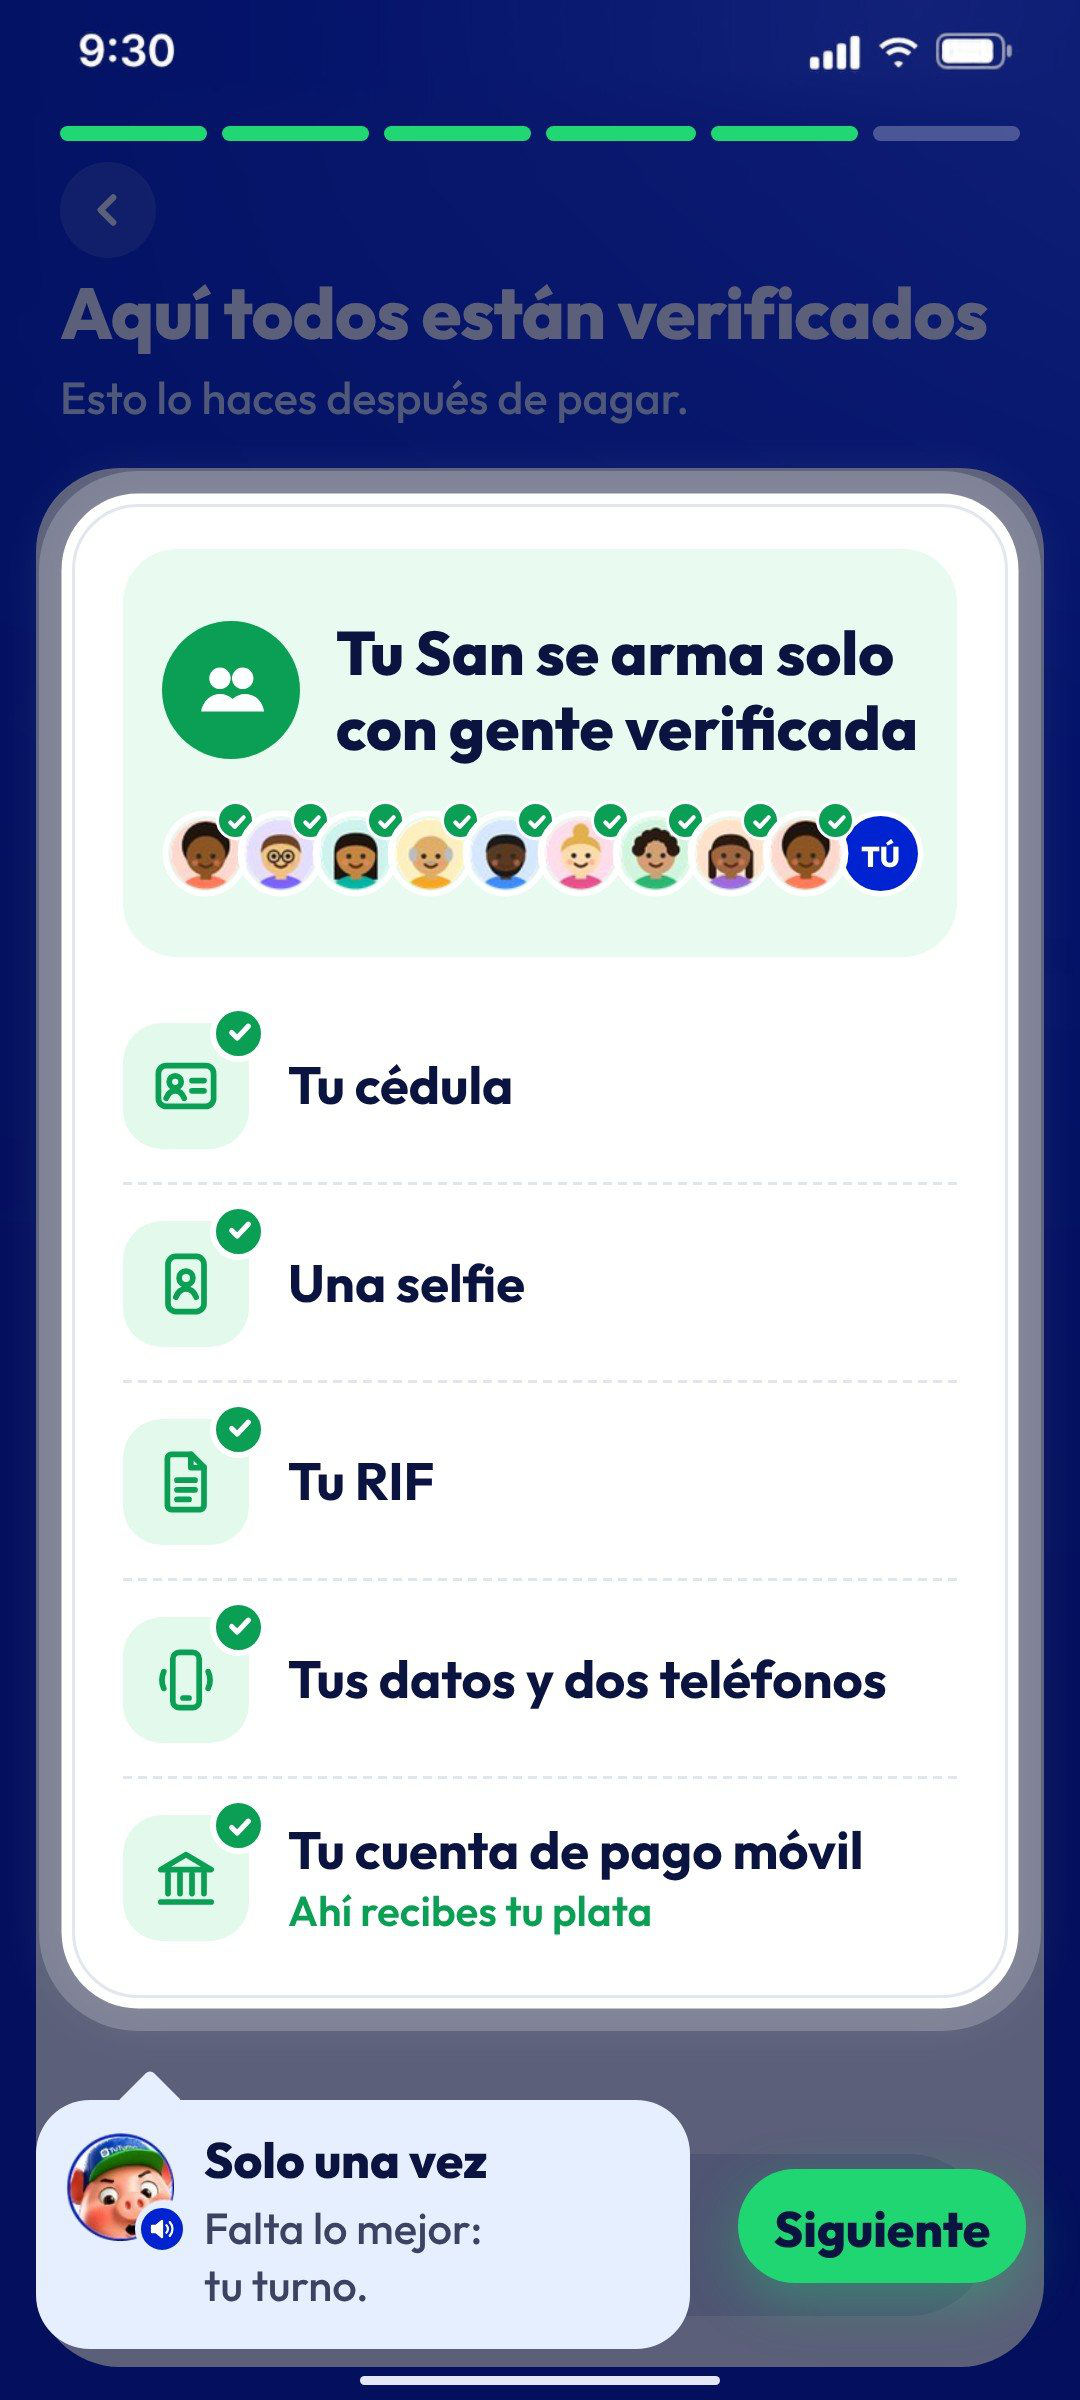 9:30
Aquí todos están verificados
Esto lo haces después de pagar.
Tu San se arma solo
con gente verificada
TÚ
Tu cédula
Una selfie
Tu RIF
Tus datos y dos teléfonos
Tu cuenta de pago móvil
Ahí recibes tu plata
Solo una vez
Falta lo mejor:
tu turno.
Siguiente